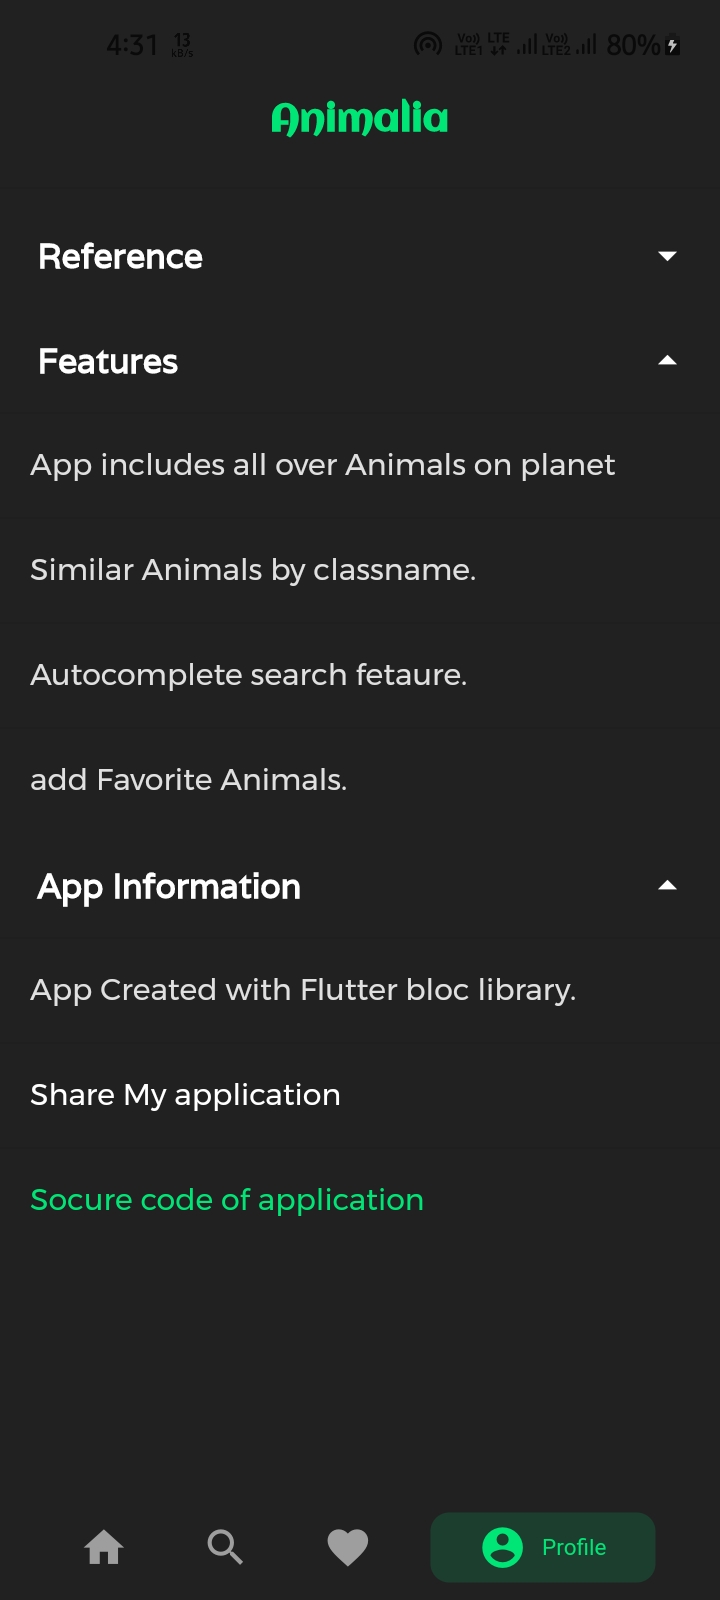 4:31 13 kB/s Vo)) LTE1 LTE Vo)) LTE2 80%
Animalia
Reference
Features
App includes all over Animals on planet
Similar Animals by classname.
Autocomplete search fetaure.
add Favorite Animals.
App Information
App Created with Flutter bloc library.
Share My application
Socure code of application
Profile